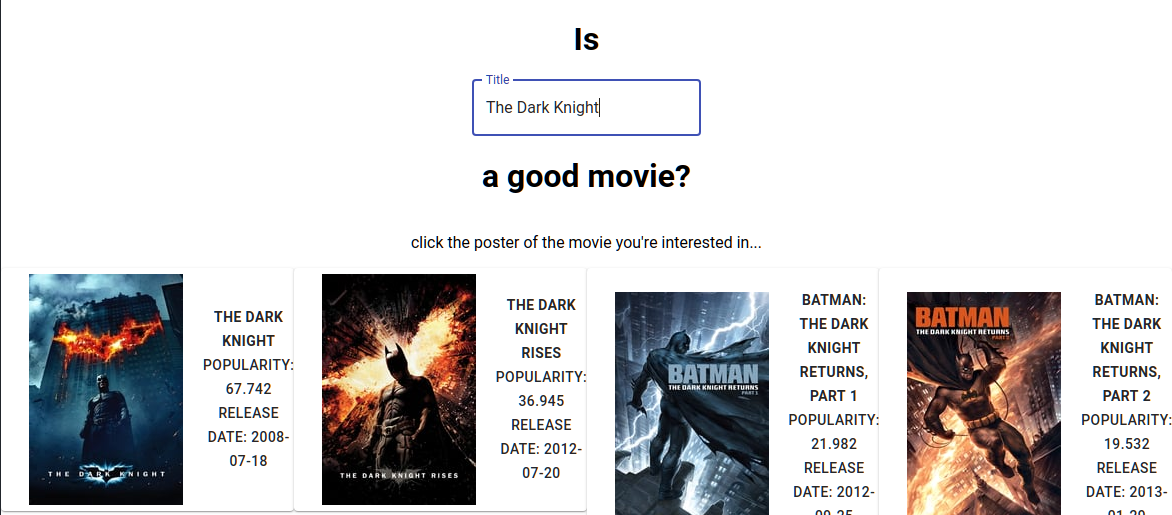 Is
Title
The Dark Knight
a good movie?
click the poster of the movie you're interested in...
THE DARK KNIGHT
THE DARK
KNIGHT
POPULARITY:
67.742
RELEASE
DATE: 2008-
07-18
THE DARK KNIGHT RISES
THE DARK
KNIGHT
RISES
POPULARITY:
36.945
RELEASE
DATE: 2012-
07-20
BATMAN
THE DARK KNIGHT RETURNS
PART 1
BATMAN:
THE DARK
KNIGHT
RETURNS,
PART 1
POPULARITY:
21.982
RELEASE
DATE: 2012-
BATMAN
THE DARK KNIGHT RETURNS
PART 2
BATMAN:
THE DARK
KNIGHT
RETURNS,
PART 2
POPULARITY:
19.532
RELEASE
DATE: 2013-